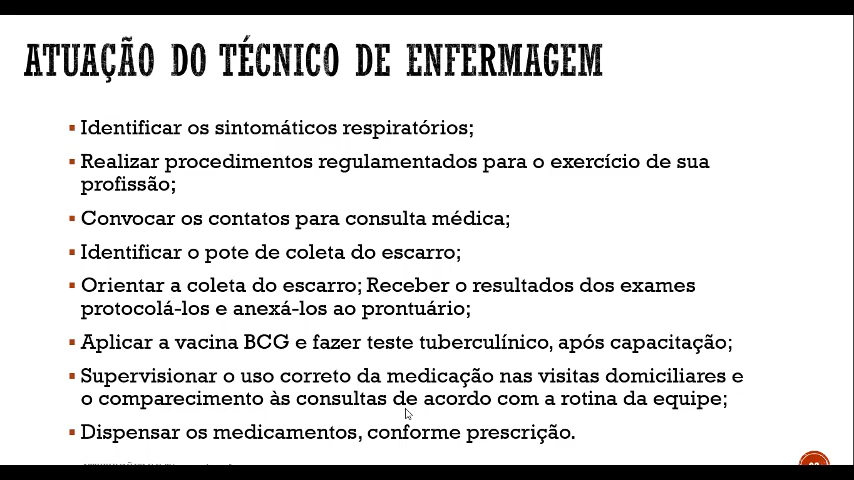 ATUAÇÃO DO TÉCNICO DE ENFERMAGEM
Identificar os sintomáticos respiratórios;
Realizar procedimentos regulamentados para o exercício de sua
profissão;
Convocar os contatos para consulta médica;
Identificar o pote de coleta do escarro;
Orientar a coleta do escarro; Receber o resultados dos exames
protocolá-los e anexá-los ao prontuário;
Aplicar a vacina BCG e fazer teste tuberculínico, após capacitação;
Supervisionar o uso correto da medicação nas visitas domiciliares e
o comparecimento às consultas de acordo com a rotina da equipe;
Dispensar os medicamentos, conforme prescrição.